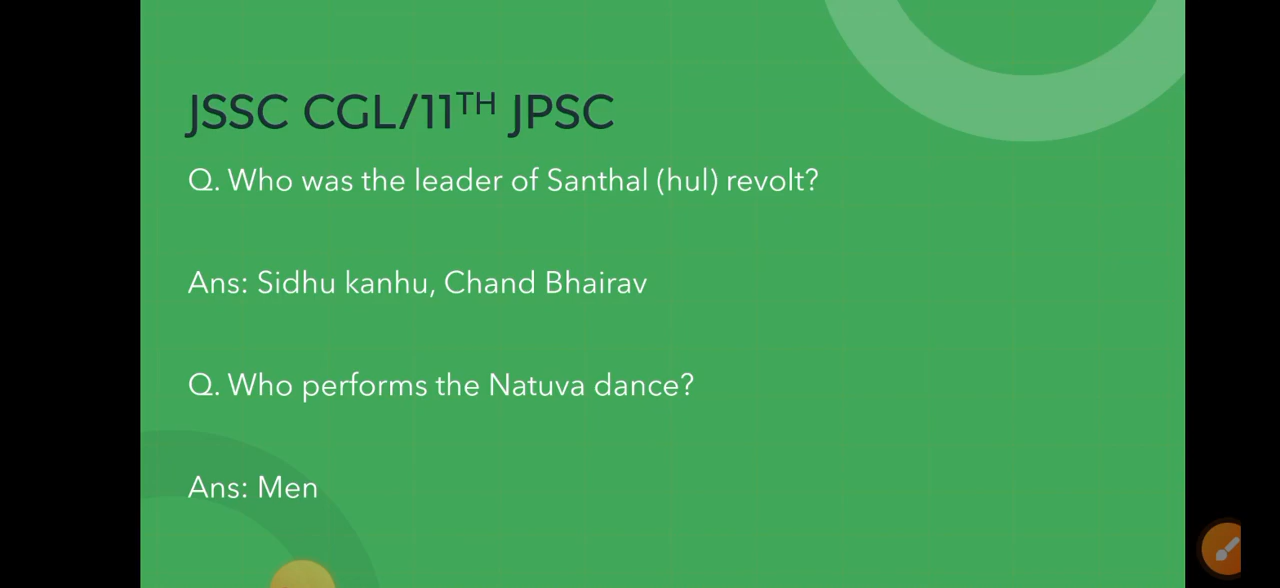 JSSC CGL/11TH JPSC
Q. Who was the leader of Santhal (hul) revolt?
Ans: Sidhu kanhu, Chand Bhairav
Q. Who performs the Natuva dance?
Ans: Men